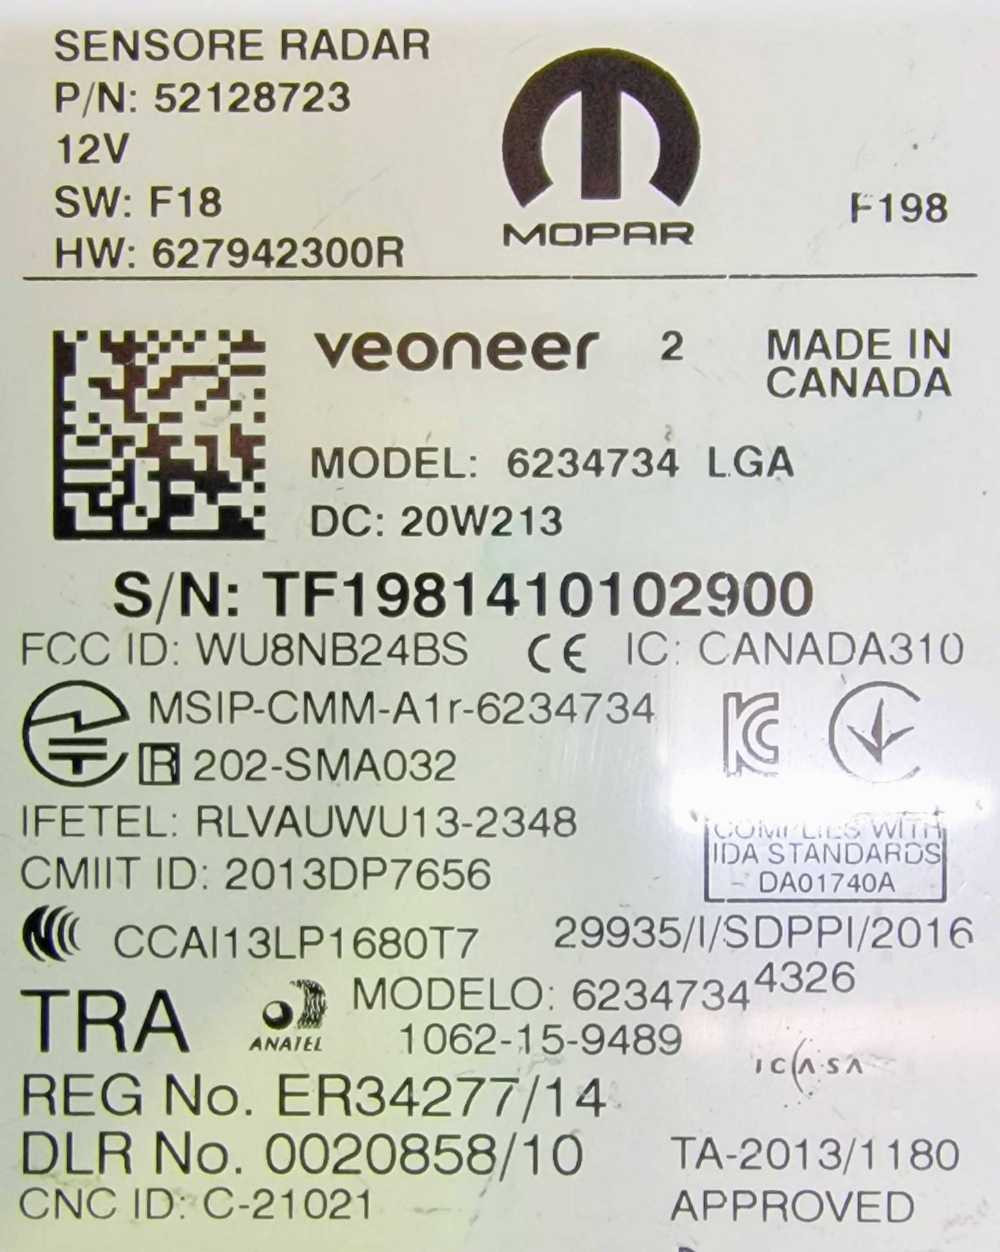 SENSORE RADAR
P/N: 52128723
12V
SW: F18
HW: 627942300R
MOPAR
F198
veoneer 2
MADE IN
CANADA
MODEL: 6234734 LGA
DC: 20W213
S/N: TF1981410102900
FCC ID: WU8NB24BS CE IC: CANADA310
MSIP-CMM-A1r-6234734
R 202-SMA032
IFETEL: RLVAUWU13-2348
COMPLIES WITH
IDA STANDARDS
DA01740A
CMIIT ID: 2013DP7656
CCAI13LP1680T7
29935/I/SDPPI/2016
4326
TRA
ANATEL
MODELO: 6234734
1062-15-9489
ICASA
REG No. ER34277/14
DLR No. 0020858/10
TA-2013/1180
CNC ID: C-21021
APPROVED